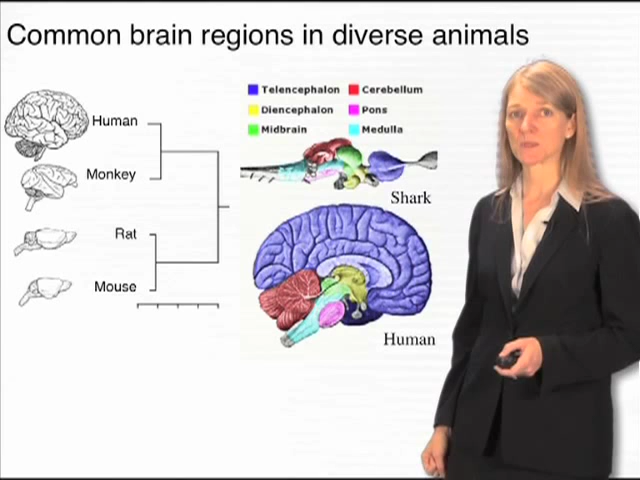 Common brain regions in diverse animals
Human
Monkey
Rat
Mouse
Telencephalon
Cerebellum
Diencephalon
Pons
Midbrain
Medulla
Shark
Human